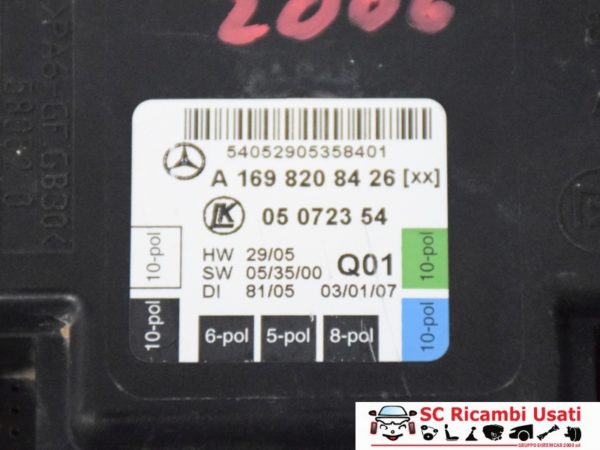 2006
54052905358401
A 169 820 84 26 [xx]
LK 05 0723 54
HW 29/05
SW 05/35/00 Q01
DI 81/05 03/01/07
10-pol
10-pol
10-pol
10-pol
6-pol 5-pol 8-pol
SC Ricambi Usati